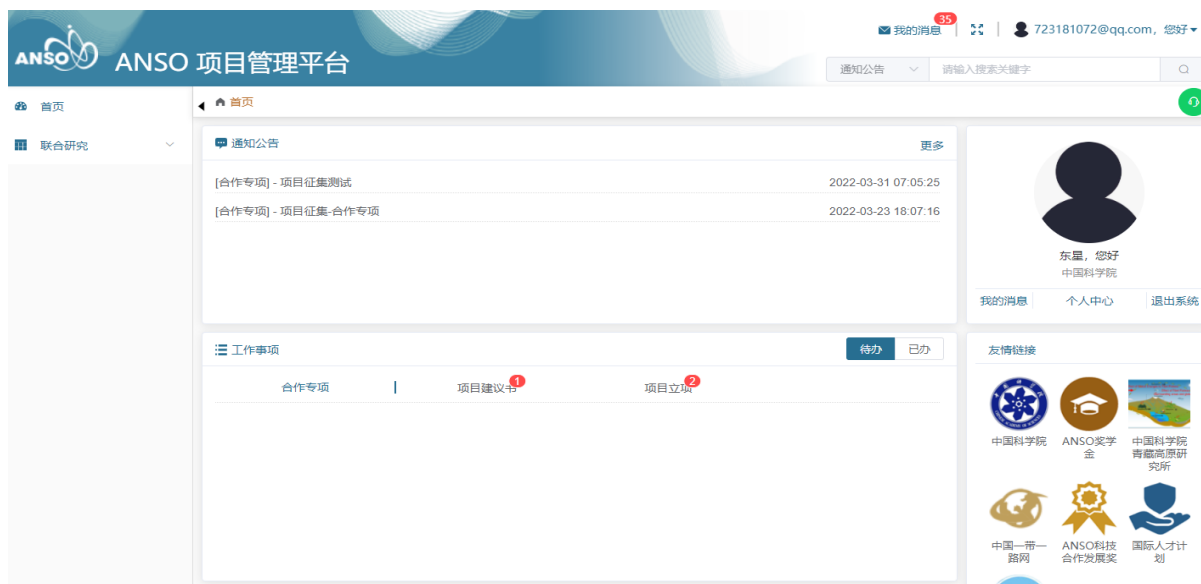 35
我的消息
723181072@qq.com，您好
ANSO
ANSO 项目管理平台
通知公告
请输入搜索关键字
首页
首页
联合研究
通知公告
更多
[合作专项] - 项目征集测试
2022-03-31 07:05:25
[合作专项] - 项目征集-合作专项
2022-03-23 18:07:16
东星，您好
中国科学院
我的消息
个人中心
退出系统
工作事项
待办
已办
合作专项
项目建议书
1
项目立项
2
友情链接
中国科学院
ANSO奖学
金
中国科学院
青藏高原研
究所
中国一带一
路网
ANSO科技
合作发展奖
国际人才计
划